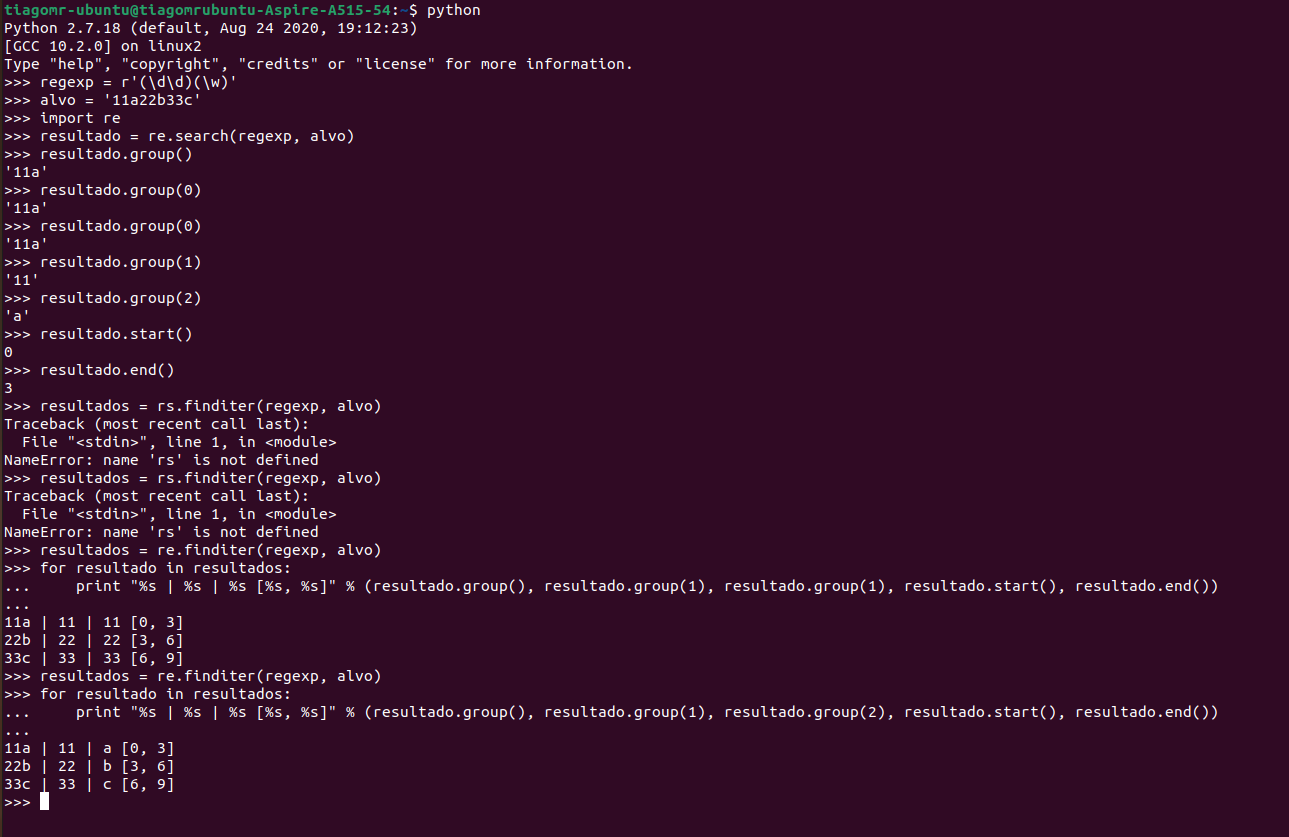 tiagomr-ubuntu@tiagomrubuntu-Aspire-A515-54:~$ python
Python 2.7.18 (default, Aug 24 2020, 19:12:23)
[GCC 10.2.0] on linux2
Type "help", "copyright", "credits" or "license" for more information.
>>> regexp = r'(\d\d)(\w)'
>>> alvo = '11a22b33c'
>>> import re
>>> resultado = re.search(regexp, alvo)
>>> resultado.group()
'11a'
>>> resultado.group(0)
'11a'
>>> resultado.group(0)
'11a'
>>> resultado.group(1)
'11'
>>> resultado.group(2)
'a'
>>> resultado.start()
0
>>> resultado.end()
3
>>> resultados = rs.finditer(regexp, alvo)
Traceback (most recent call last):
  File "<stdin>", line 1, in <module>
NameError: name 'rs' is not defined
>>> resultados = rs.finditer(regexp, alvo)
Traceback (most recent call last):
  File "<stdin>", line 1, in <module>
NameError: name 'rs' is not defined
>>> resultados = re.finditer(regexp, alvo)
>>> for resultado in resultados:
...     print "%s | %s | %s [%s, %s]" % (resultado.group(), resultado.group(1), resultado.group(1), resultado.start(), resultado.end())
...
11a | 11 | 11 [0, 3]
22b | 22 | 22 [3, 6]
33c | 33 | 33 [6, 9]
>>> resultados = re.finditer(regexp, alvo)
>>> for resultado in resultados:
...     print "%s | %s | %s [%s, %s]" % (resultado.group(), resultado.group(1), resultado.group(2), resultado.start(), resultado.end())
...
11a | 11 | a [0, 3]
22b | 22 | b [3, 6]
33c | 33 | c [6, 9]
>>>